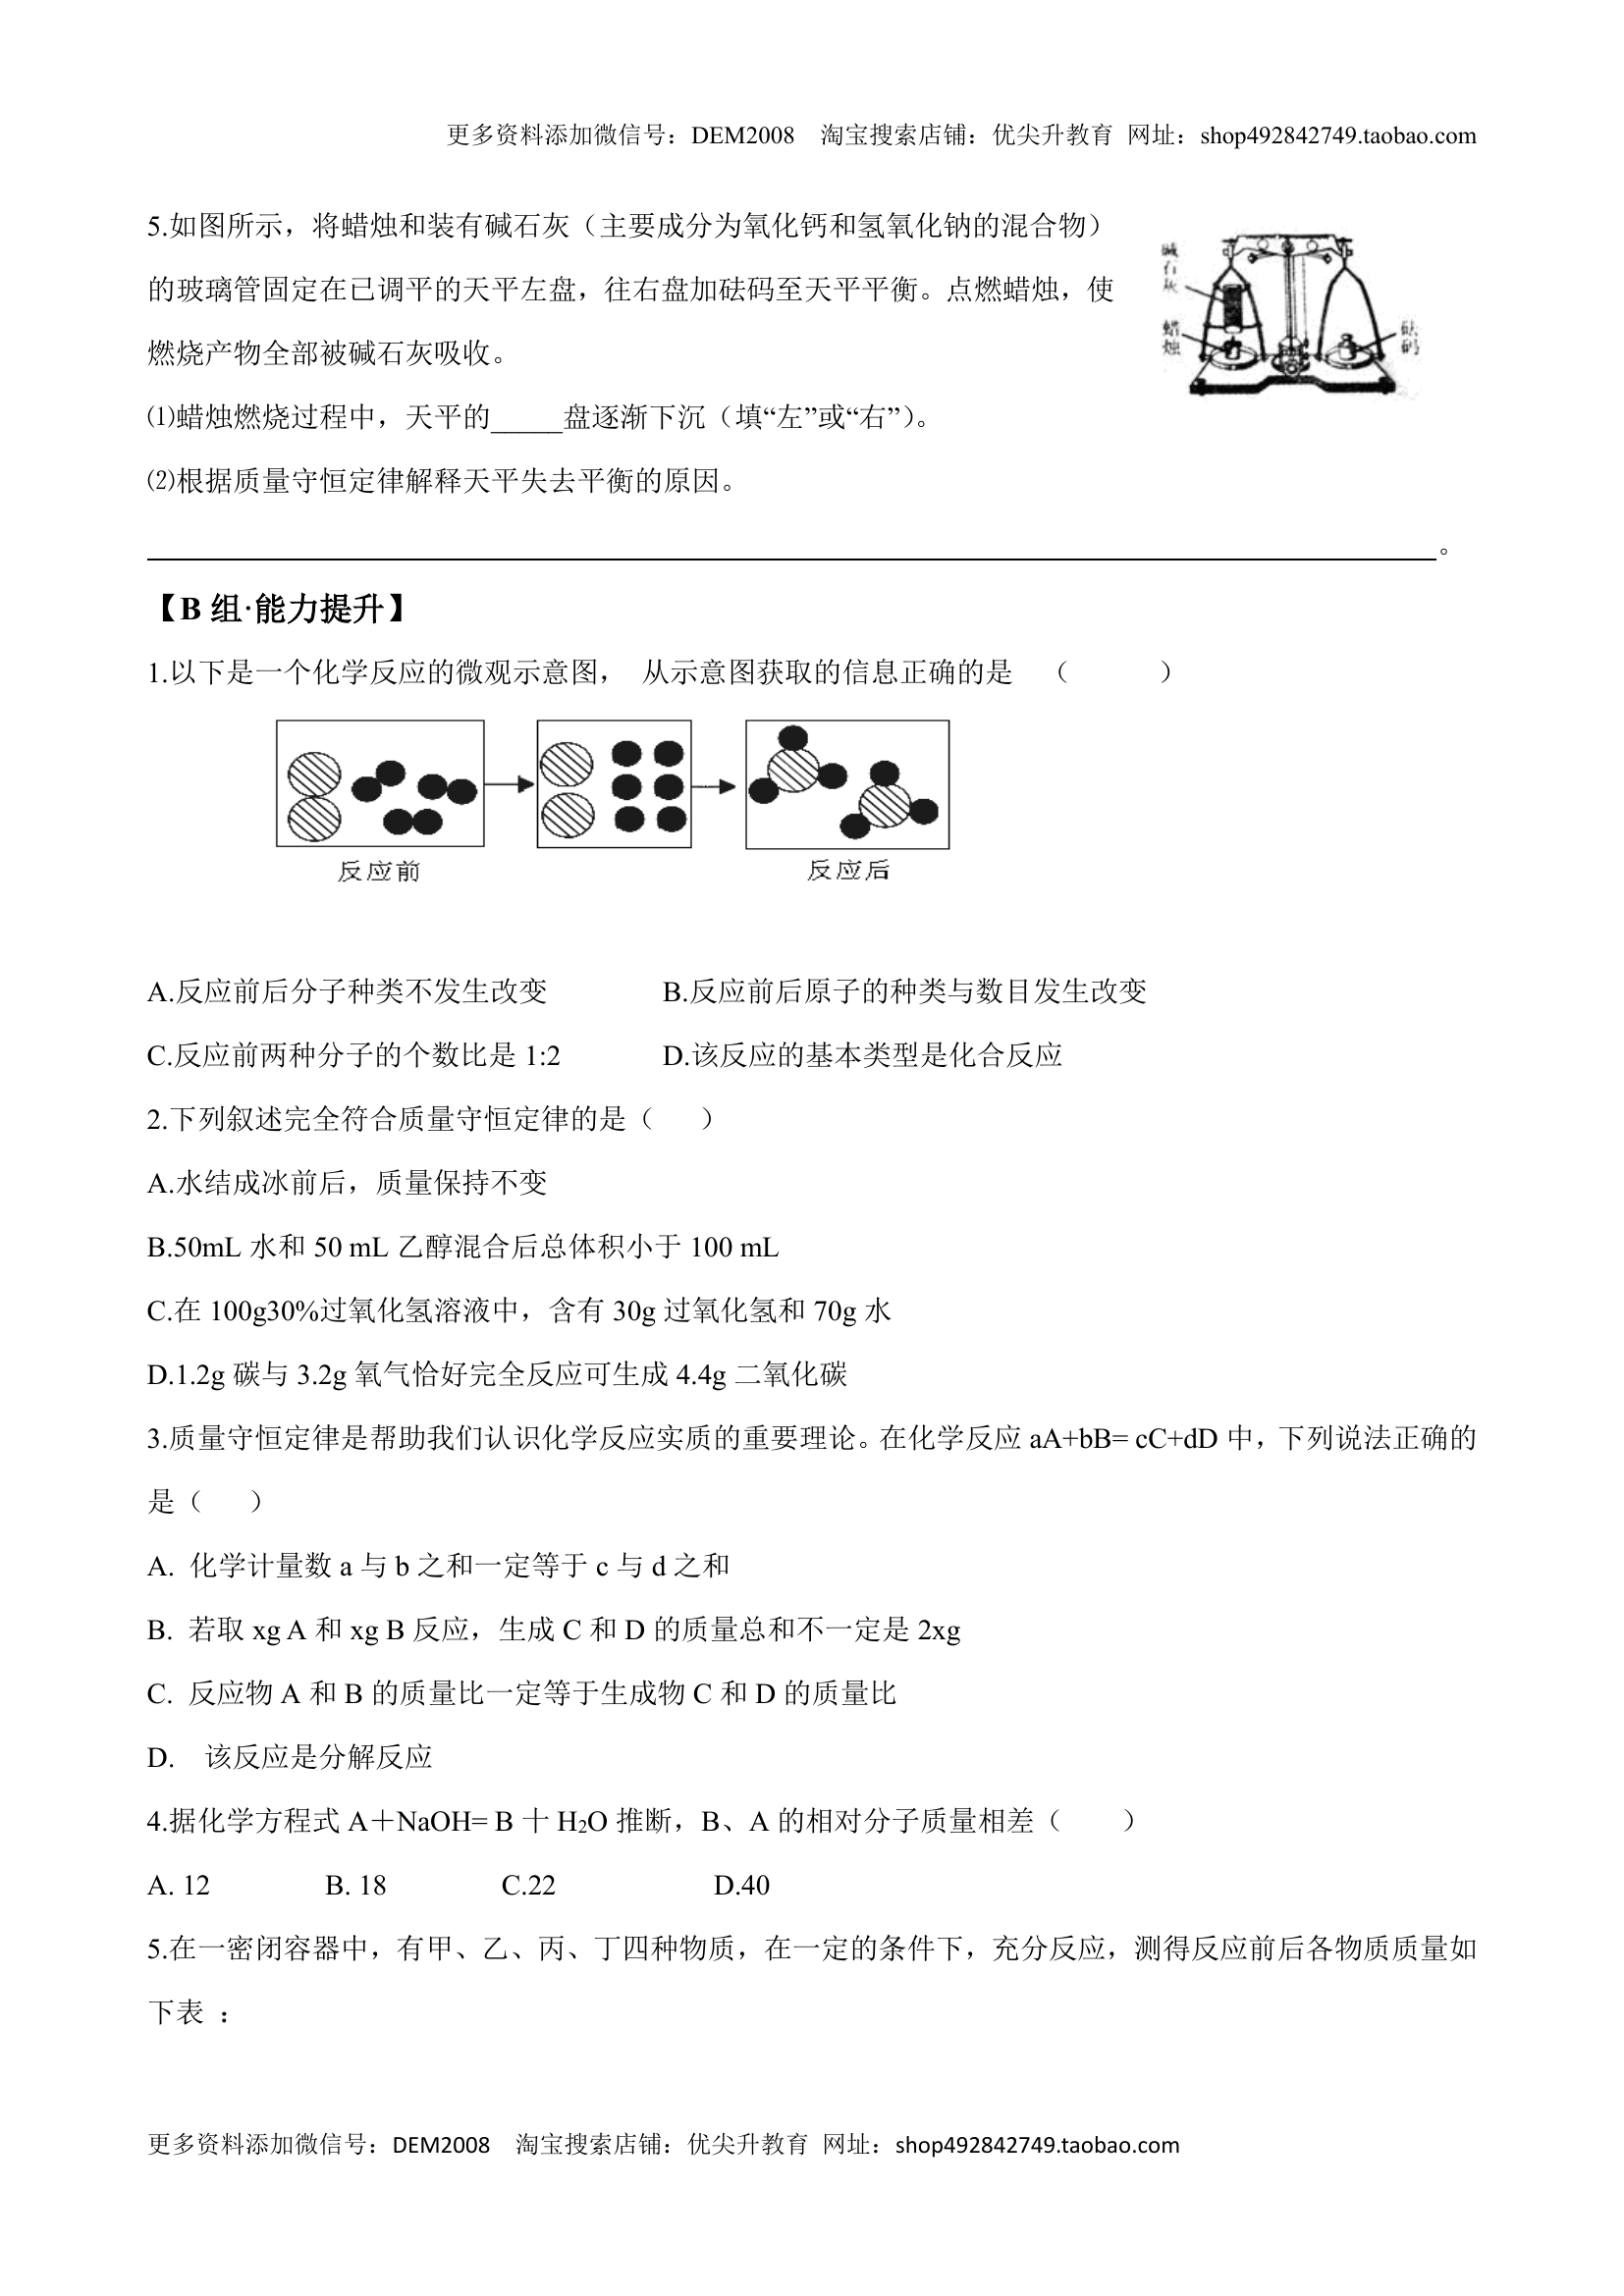 更多资料添加微信号：DEM2008 淘宝搜索店铺：优尖升教育 网址：shop492842749.taobao.com
5.如图所示，将蜡烛和装有碱石灰（主要成分为氧化钙和氢氧化钠的混合物）
的玻璃管固定在已调平的天平左盘，往右盘加砝码至天平平衡。点燃蜡烛，使
燃烧产物全部被碱石灰吸收。
碱石灰
蜡烛
砝码
⑴蜡烛燃烧过程中，天平的_____盘逐渐下沉（填“左”或“右”）。
⑵根据质量守恒定律解释天平失去平衡的原因。
。
【B 组·能力提升】
1.以下是一个化学反应的微观示意图， 从示意图获取的信息正确的是 （ ）
反应前 反应后
A.反应前后分子种类不发生改变 B.反应前后原子的种类与数目发生改变
C.反应前两种分子的个数比是 1:2 D.该反应的基本类型是化合反应
2.下列叙述完全符合质量守恒定律的是（ ）
A.水结成冰前后，质量保持不变
B.50mL 水和 50 mL 乙醇混合后总体积小于 100 mL
C.在 100g30%过氧化氢溶液中，含有 30g 过氧化氢和 70g 水
D.1.2g 碳与 3.2g 氧气恰好完全反应可生成 4.4g 二氧化碳
3.质量守恒定律是帮助我们认识化学反应实质的重要理论。在化学反应 aA+bB= cC+dD 中，下列说法正确的
是（ ）
A. 化学计量数 a 与 b 之和一定等于 c 与 d 之和
B. 若取 xg A 和 xg B 反应，生成 C 和 D 的质量总和不一定是 2xg
C. 反应物 A 和 B 的质量比一定等于生成物 C 和 D 的质量比
D. 该反应是分解反应
4.据化学方程式 A＋NaOH= B 十 H₂O 推断，B、A 的相对分子质量相差（ ）
A. 12 B. 18 C.22 D.40
5.在一密闭容器中，有甲、乙、丙、丁四种物质，在一定的条件下，充分反应，测得反应前后各物质质量如
下表 ：
更多资料添加微信号：DEM2008 淘宝搜索店铺：优尖升教育 网址：shop492842749.taobao.com